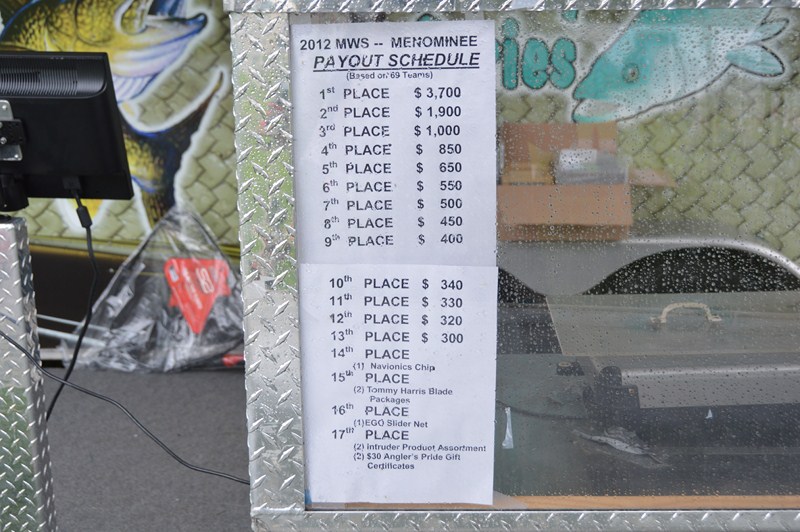 2012 MWS -- MENOMINEE
PAYOUT SCHEDULE
(Based on 69 Teams)
1st PLACE $ 3,700
2nd PLACE $ 1,900
3rd PLACE $ 1,000
4th PLACE $ 850
5th PLACE $ 650
6th PLACE $ 550
7th PLACE $ 500
8th PLACE $ 450
9th PLACE $ 400
10th PLACE $ 340
11th PLACE $ 330
12th PLACE $ 320
13th PLACE $ 300
14th PLACE
(1) Navionics Chip
15th PLACE
(2) Tommy Harris Blade
Packages
16th PLACE
(1)EGO Slider Net
17th PLACE
(2) Intruder Product Assortment
(2) $30 Angler's Pride Gift
Certificates